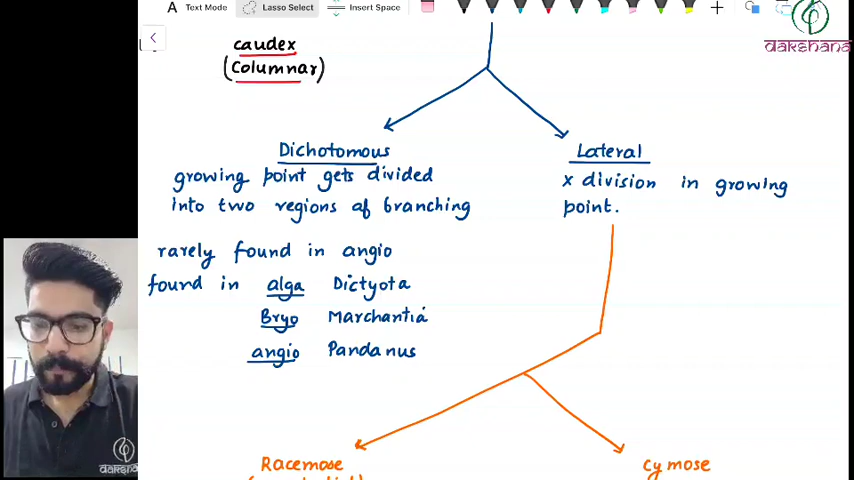 A Text Mode
Lasso Select
Insert Space
dakshana
caudex
(Columnar)
Dichotomous
growing point gets divided
into two regions of branching
Lateral
x division in growing
point.
rarely found in angio
found in alga Dictyota
Bryo Marchantia
angio Pandanus
Racemose
cymose
dakshana